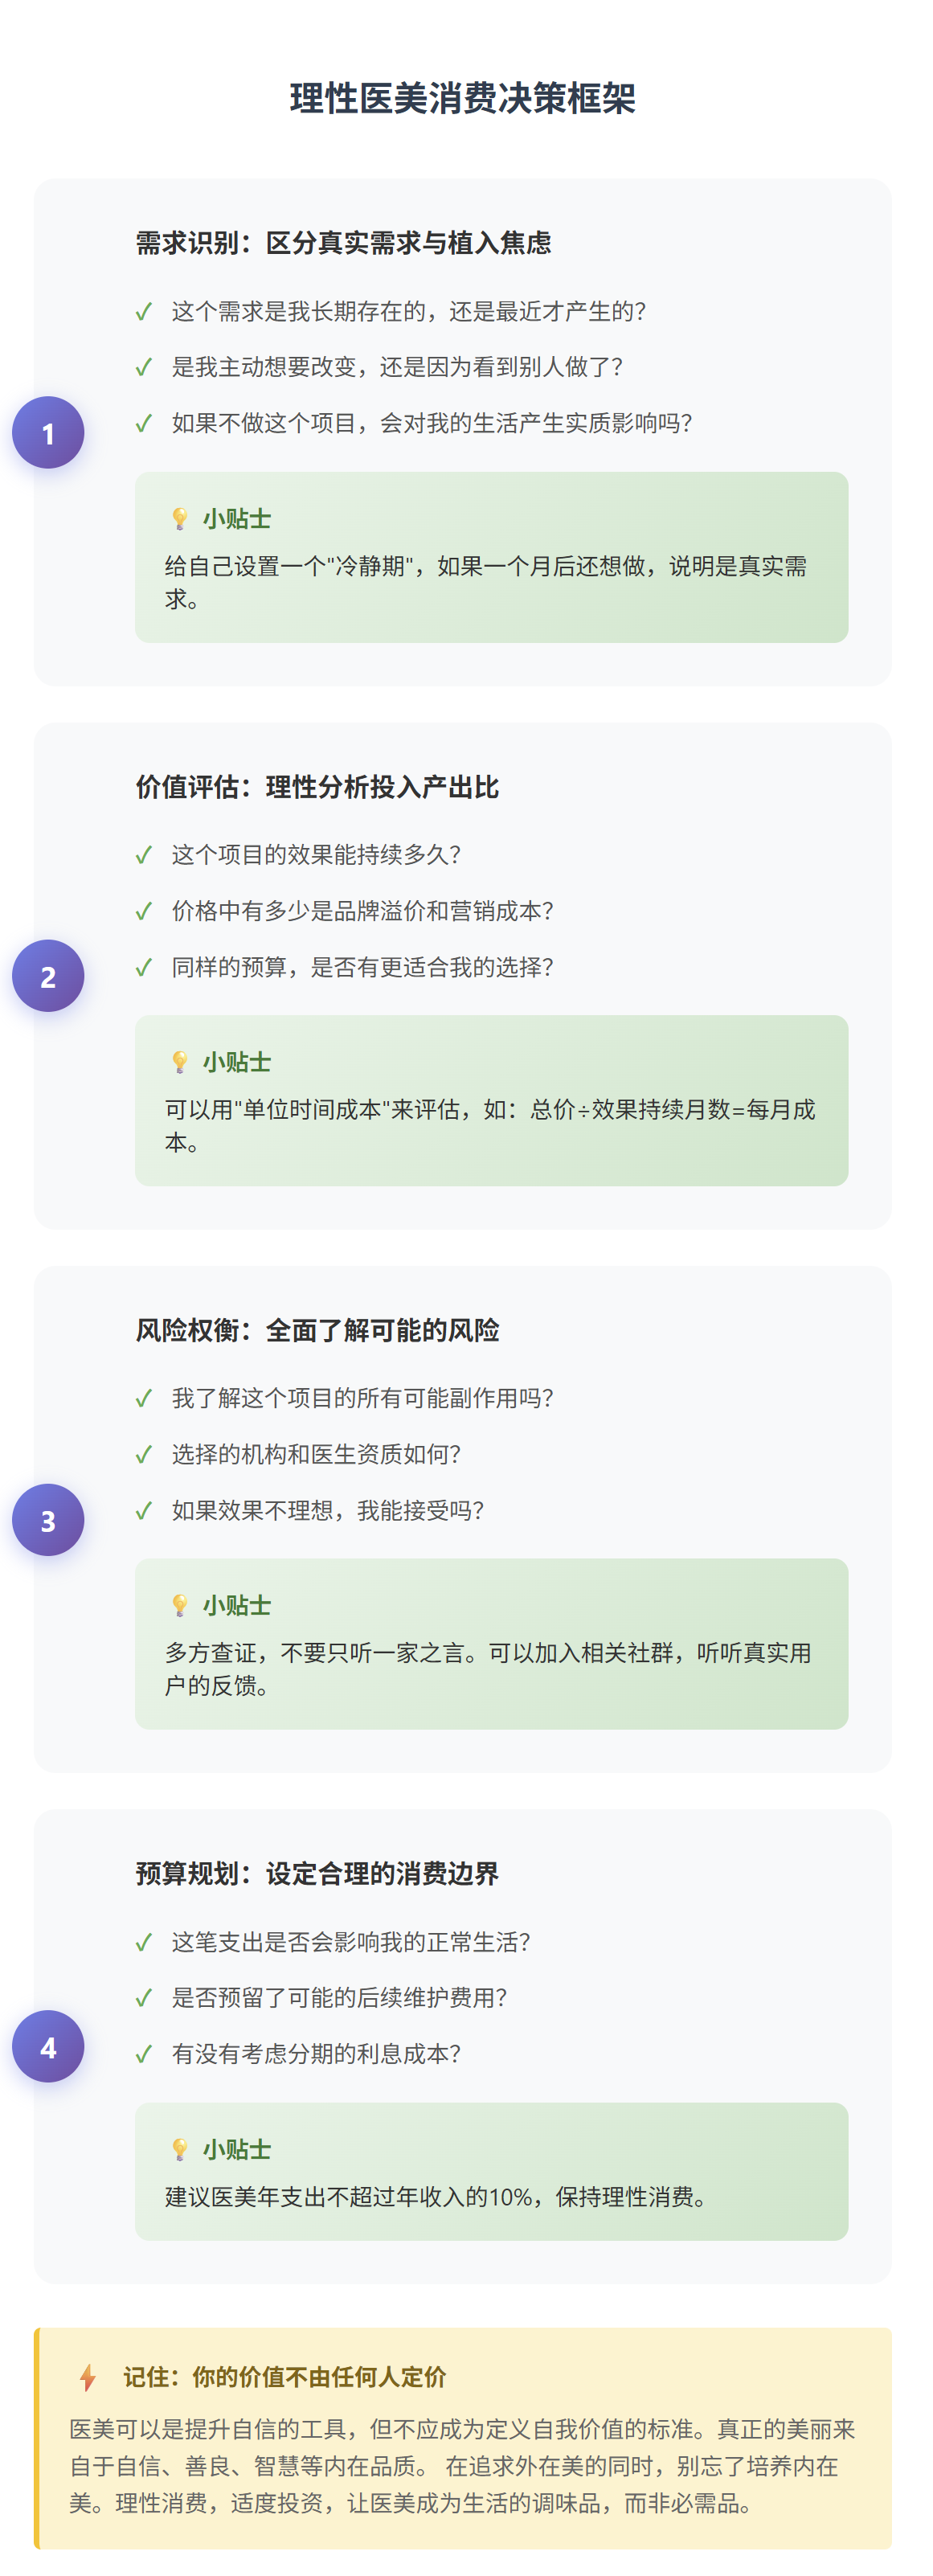 理性医美消费决策框架
需求识别：区分真实需求与植入焦虑
✓ 这个需求是我长期存在的，还是最近才产生的？
✓ 是我主动想要改变，还是因为看到别人做了？
✓ 如果不做这个项目，会对我的生活产生实质影响吗？
1
💡 小贴士
给自己设置一个"冷静期"，如果一个月后还想做，说明是真实需
求。
价值评估：理性分析投入产出比
✓ 这个项目的效果能持续多久？
✓ 价格中有多少是品牌溢价和营销成本？
✓ 同样的预算，是否有更适合我的选择？
2
💡 小贴士
可以用"单位时间成本"来评估，如：总价÷效果持续月数=每月成
本。
风险权衡：全面了解可能的风险
✓ 我了解这个项目的所有可能副作用吗？
✓ 选择的机构和医生资质如何？
✓ 如果效果不理想，我能接受吗？
3
💡 小贴士
多方查证，不要只听一家之言。可以加入相关社群，听听真实用
户的反馈。
预算规划：设定合理的消费边界
✓ 这笔支出是否会影响我的正常生活？
✓ 是否预留了可能的后续维护费用？
✓ 有没有考虑分期的利息成本？
4
💡 小贴士
建议医美年支出不超过年收入的10%，保持理性消费。
⚡ 记住：你的价值不由任何人定价
医美可以是提升自信的工具，但不应成为定义自我价值的标准。真正的美丽来
自于自信、善良、智慧等内在品质。 在追求外在美的同时，别忘了培养内在
美。理性消费，适度投资，让医美成为生活的调味品，而非必需品。